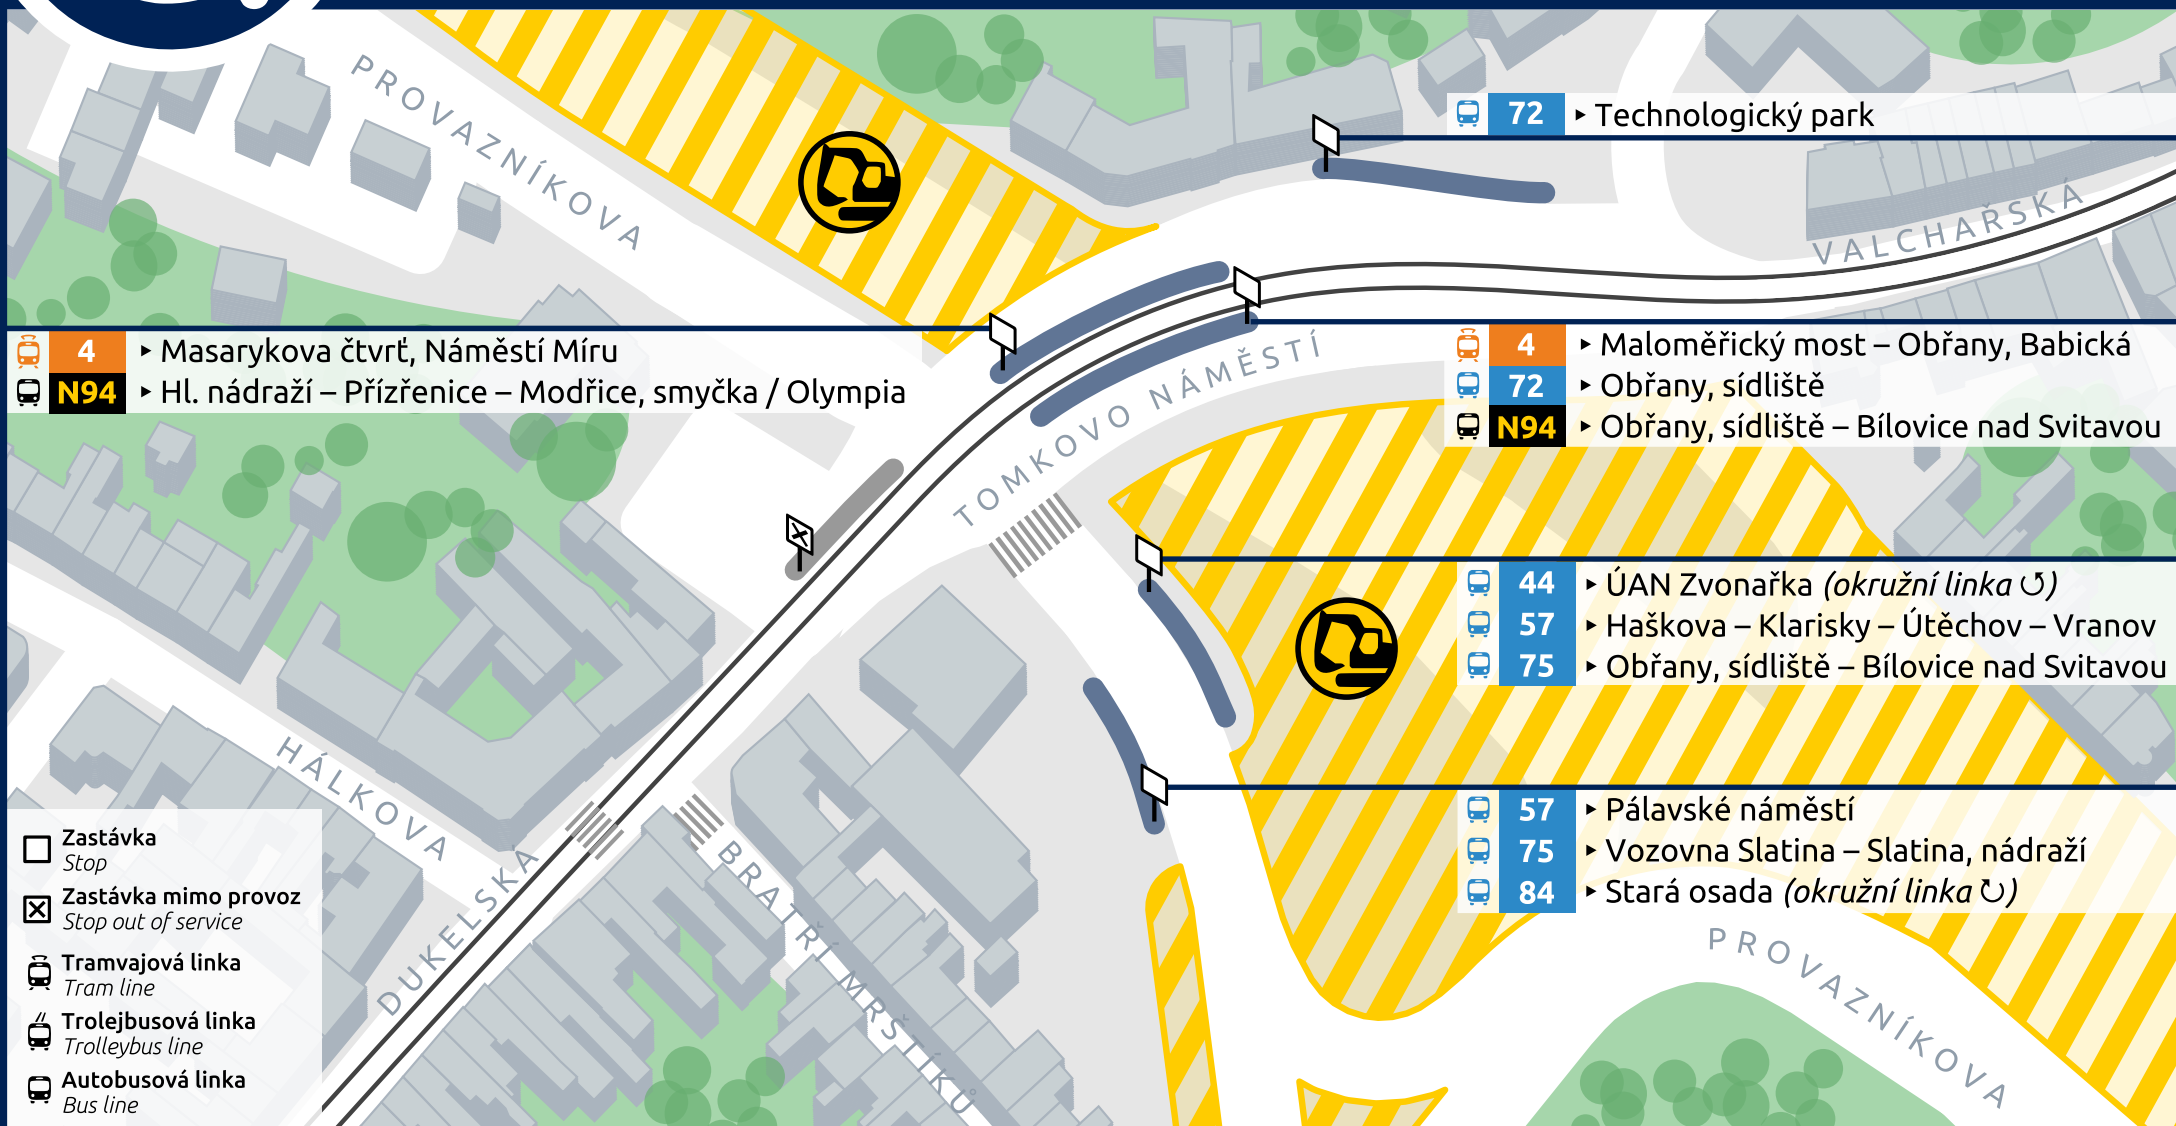 PROVAZNÍKOVA
72 ▸ Technologický park
VALCHAŘSKÁ
4 ▸ Masarykova čtvrť, Náměstí Míru
N94 ▸ Hl. nádraží – Přízřenice – Modřice, smyčka / Olympia
TOMKOVO NÁMĚSTÍ
4 ▸ Maloměřický most – Obřany, Babická
72 ▸ Obřany, sídliště
N94 ▸ Obřany, sídliště – Bílovice nad Svitavou
44 ▸ ÚAN Zvonařka (okružní linka ↺)
57 ▸ Haškova – Klarisky – Útěchov – Vranov
75 ▸ Obřany, sídliště – Bílovice nad Svitavou
57 ▸ Pálavské náměstí
75 ▸ Vozovna Slatina – Slatina, nádraží
84 ▸ Stará osada (okružní linka ↻)
HÁLKOVA
DUKELSKÁ
BRATŘÍ MRŠTÍKŮ
PROVAZNÍKOVA
Zastávka
Stop
Zastávka mimo provoz
Stop out of service
Tramvajová linka
Tram line
Trolejbusová linka
Trolleybus line
Autobusová linka
Bus line